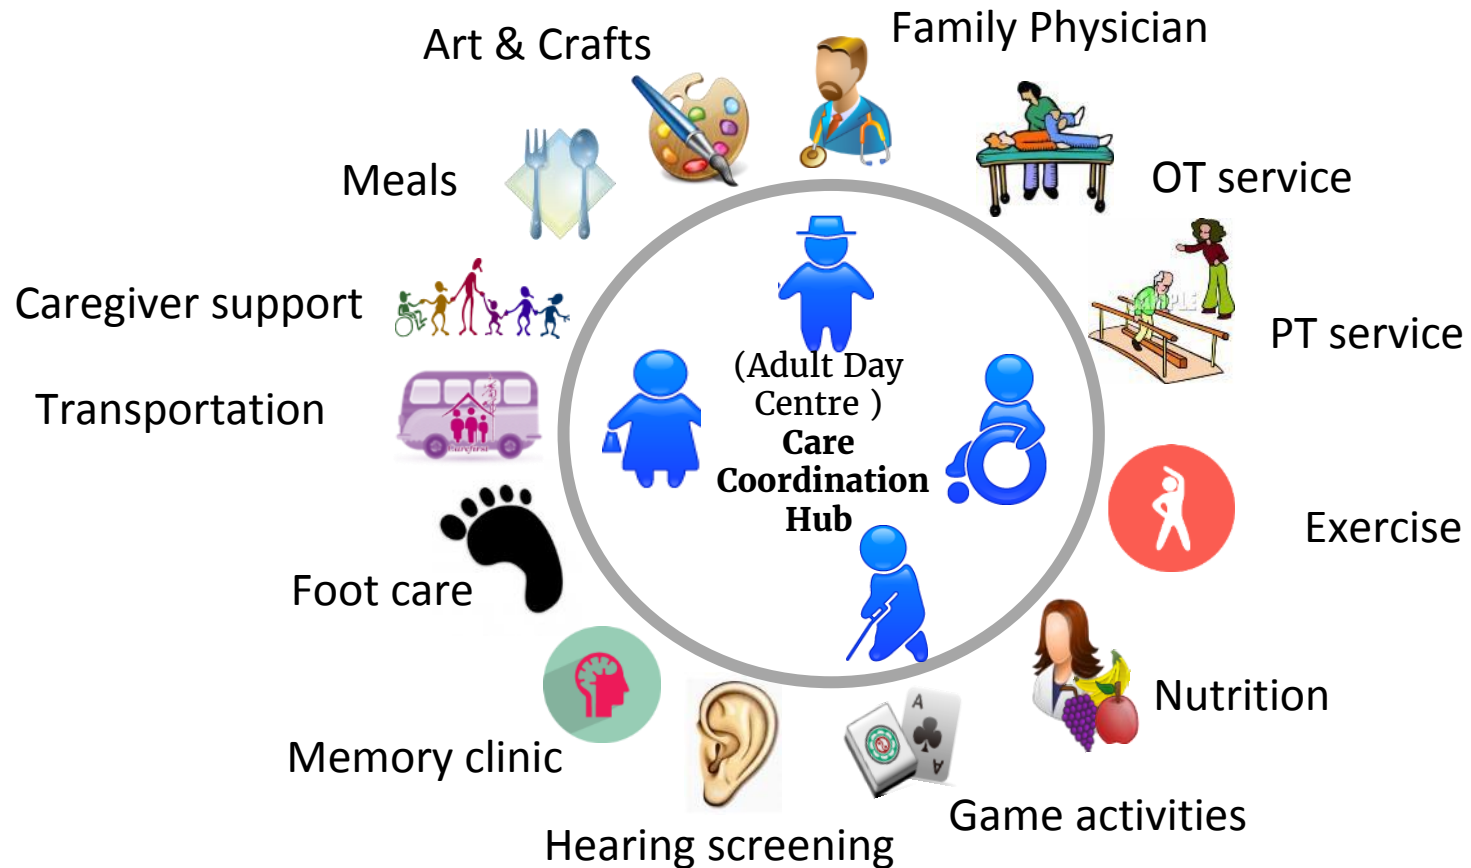 Art & Crafts
Family Physician
Meals
OT service
Caregiver support
PT service
Transportation
(Adult Day
Centre )
Care
Coordination
Hub
Exercise
Foot care
Nutrition
Memory clinic
A
A
Game activities
Hearing screening